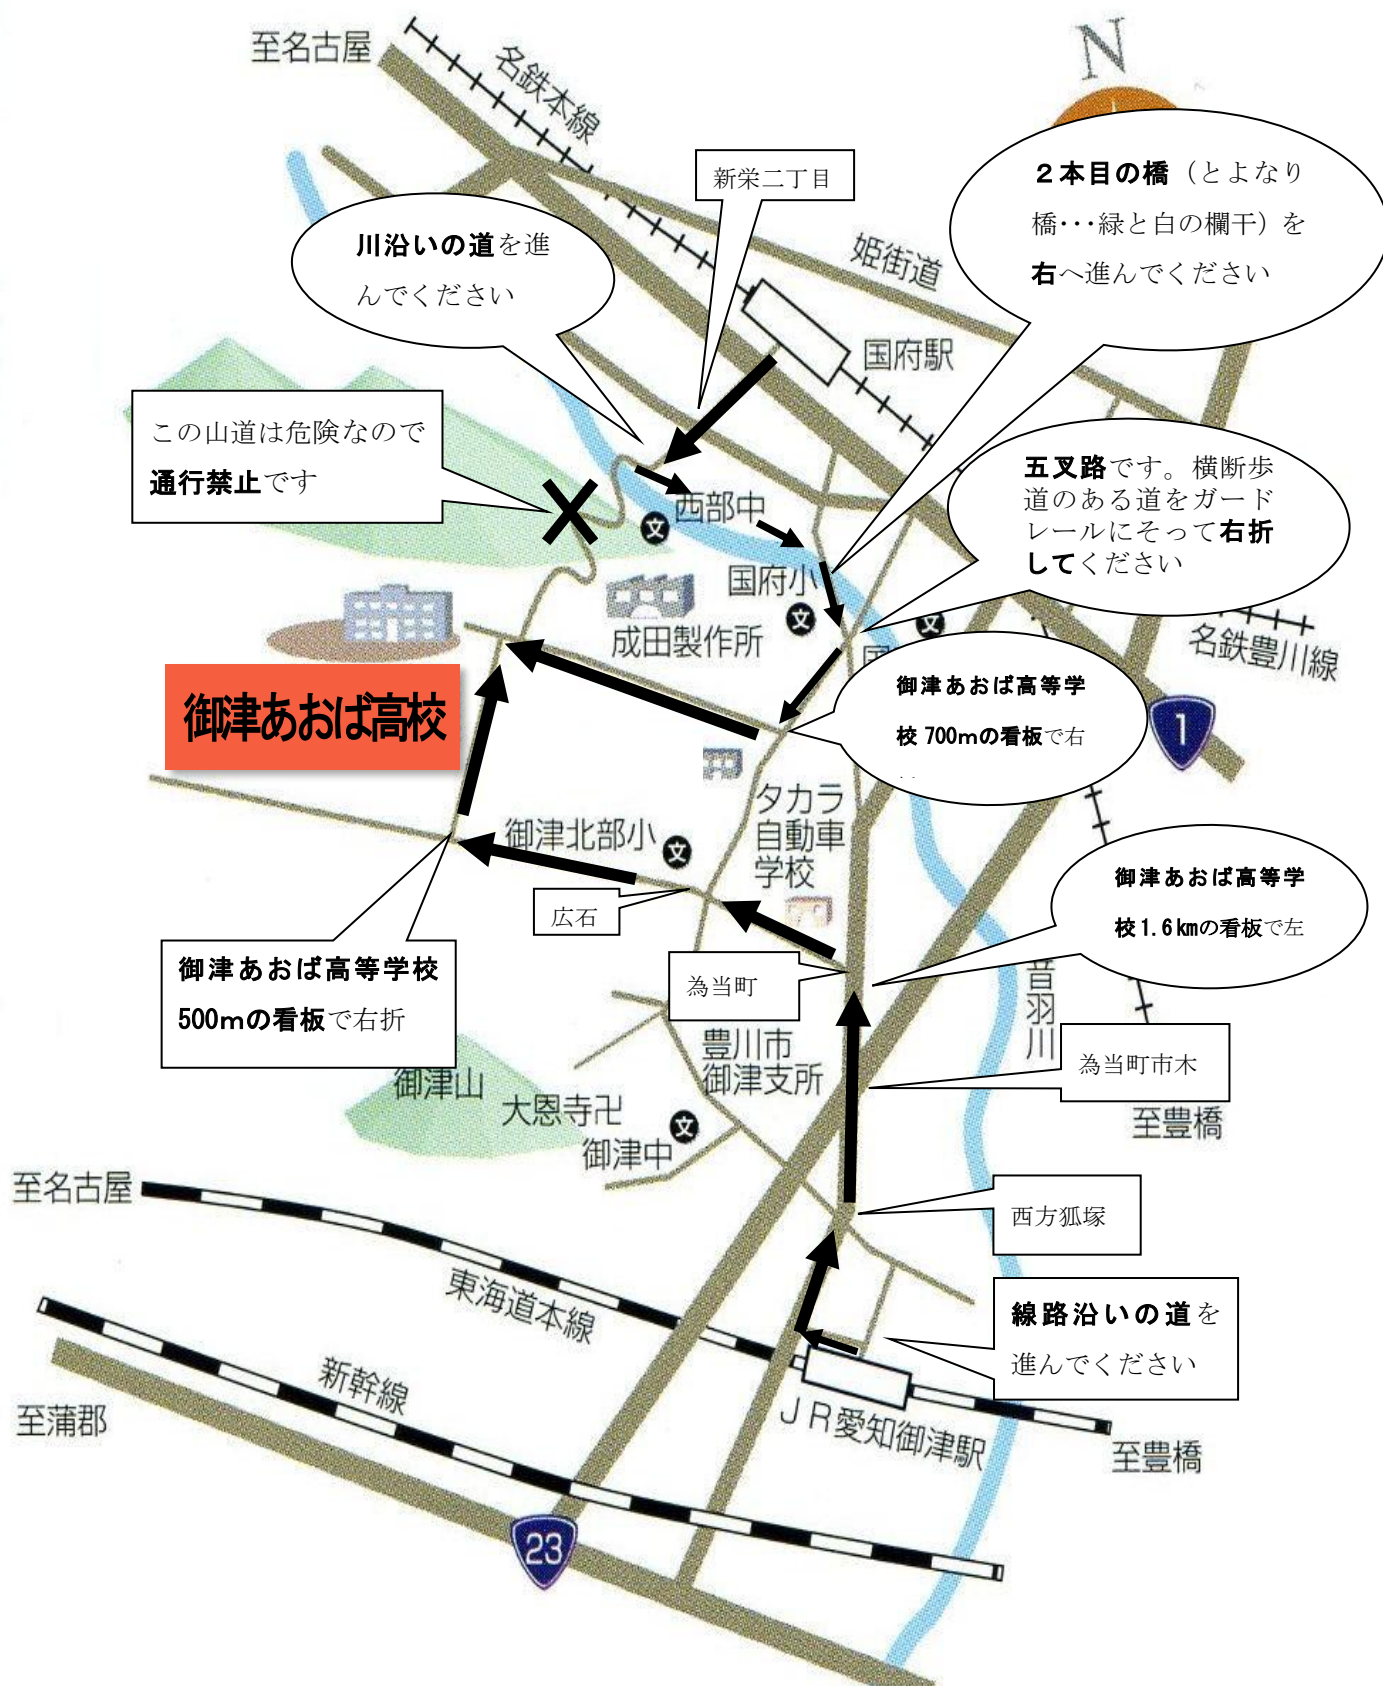 N
至名古屋
名鉄本線
新栄二丁目
２本目の橋（とよなり
橋･･･緑と白の欄干）を
右へ進んでください
川沿いの道を進
んでください
姫街道
国府駅
この山道は危険なので
通行禁止です
五叉路です。横断歩
道のある道をガード
レールにそって右折
してください
西部中
文
国府小
文
文
成田製作所
名鉄豊川線
御津あおば高校
御津あおば高等学
校 700mの看板で右
1
タカラ
自動車
学校
御津北部小
文
御津あおば高等学
校1.6kmの看板で左
広石
御津あおば高等学校
500mの看板で右折
為当町
音羽川
豊川市
御津支所
為当町市木
御津山
大恩寺卍
御津中
文
至豊橋
至名古屋
西方狐塚
東海道本線
線路沿いの道を
進んでください
新幹線
至蒲郡
ＪＲ愛知御津駅
至豊橋
23